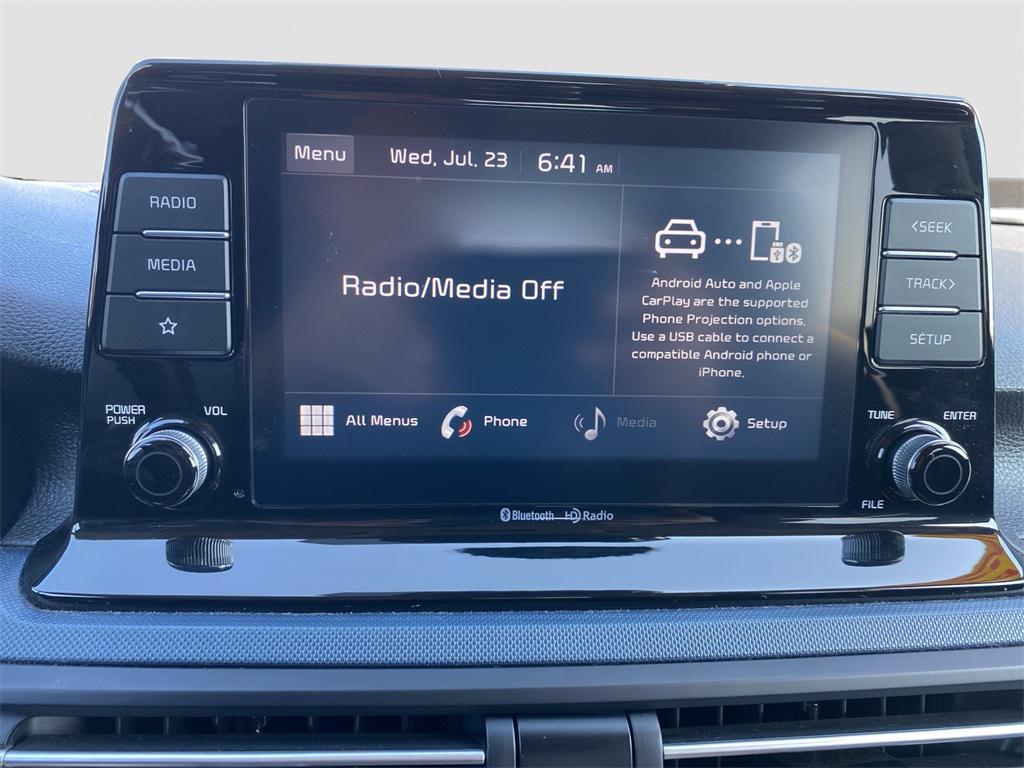 Menu Wed, Jul. 23 6:41 AM
RADIO
MEDIA
Radio/Media Off
Android Auto and Apple
CarPlay are the supported
Phone Projection options.
Use a USB cable to connect a
compatible Android phone or
iPhone.
<SEEK
TRACK>
SETUP
All Menus Phone Media Setup
POWER
PUSH
VOL
TUNE
ENTER
FILE
Bluetooth HD Radio